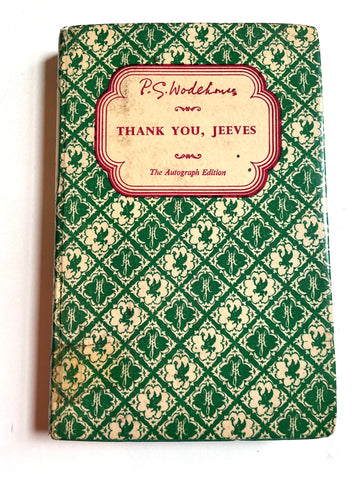 P.G. Wodehouse
THANK YOU, JEEVES
The Autograph Edition